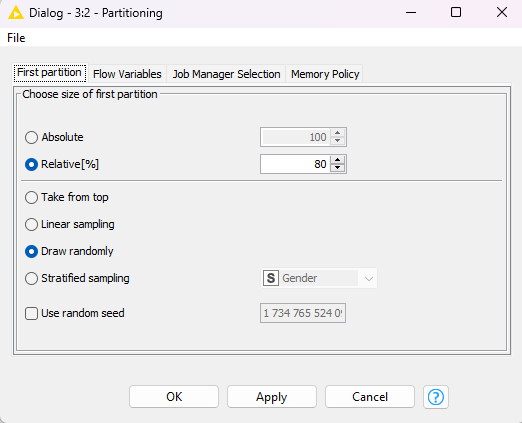 Dialog - 3:2 - Partitioning
File
First partition Flow Variables Job Manager Selection Memory Policy
Choose size of first partition
Absolute 100
Relative[%] 80
Take from top
Linear sampling
Draw randomly
Stratified sampling S Gender
Use random seed 1 734 765 524 0
OK Apply Cancel ?